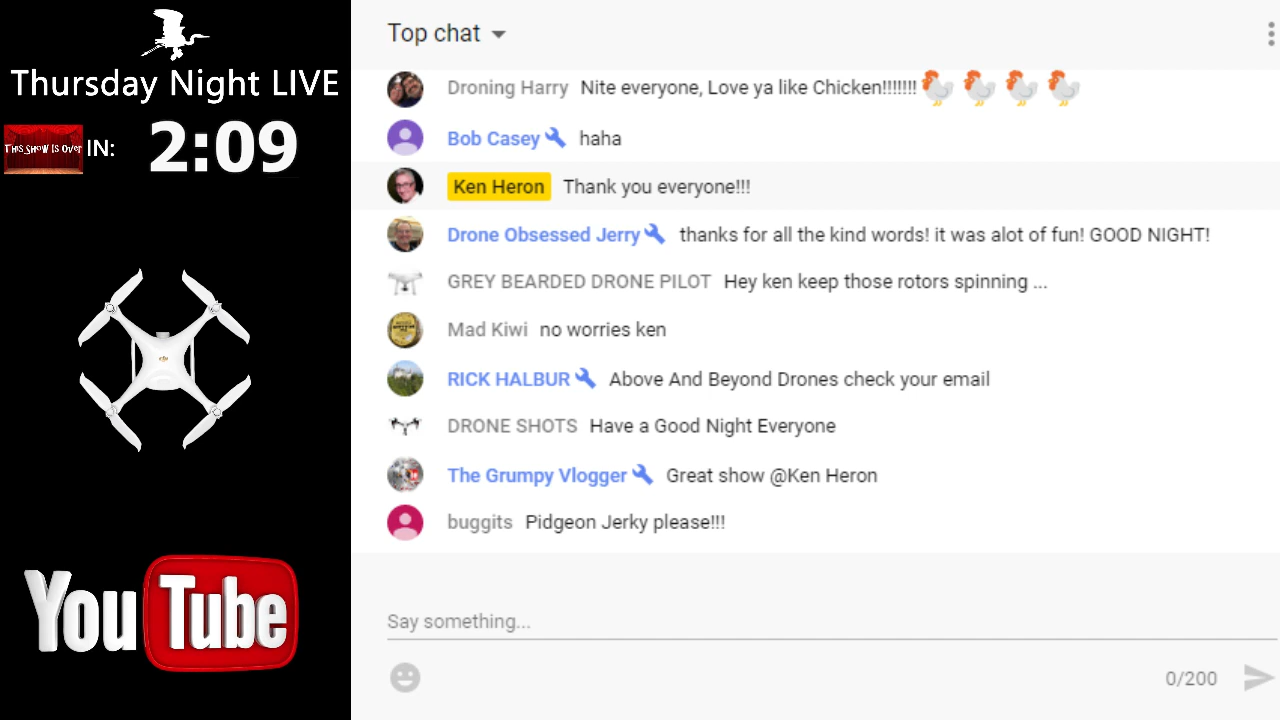 Thursday Night LIVE
THIS SHOW IS OVER IN: 2:09
YouTube
Top chat
Droning Harry Nite everyone, Love ya like Chicken!!!!!!! 🐓 🐓 🐓 🐓
Bob Casey haha
Ken Heron Thank you everyone!!!
Drone Obsessed Jerry thanks for all the kind words! it was alot of fun! GOOD NIGHT!
GREY BEARDED DRONE PILOT Hey ken keep those rotors spinning ...
Mad Kiwi no worries ken
RICK HALBUR Above And Beyond Drones check your email
DRONE SHOTS Have a Good Night Everyone
The Grumpy Vlogger Great show @Ken Heron
buggits Pidgeon Jerky please!!!
Say something...
0/200